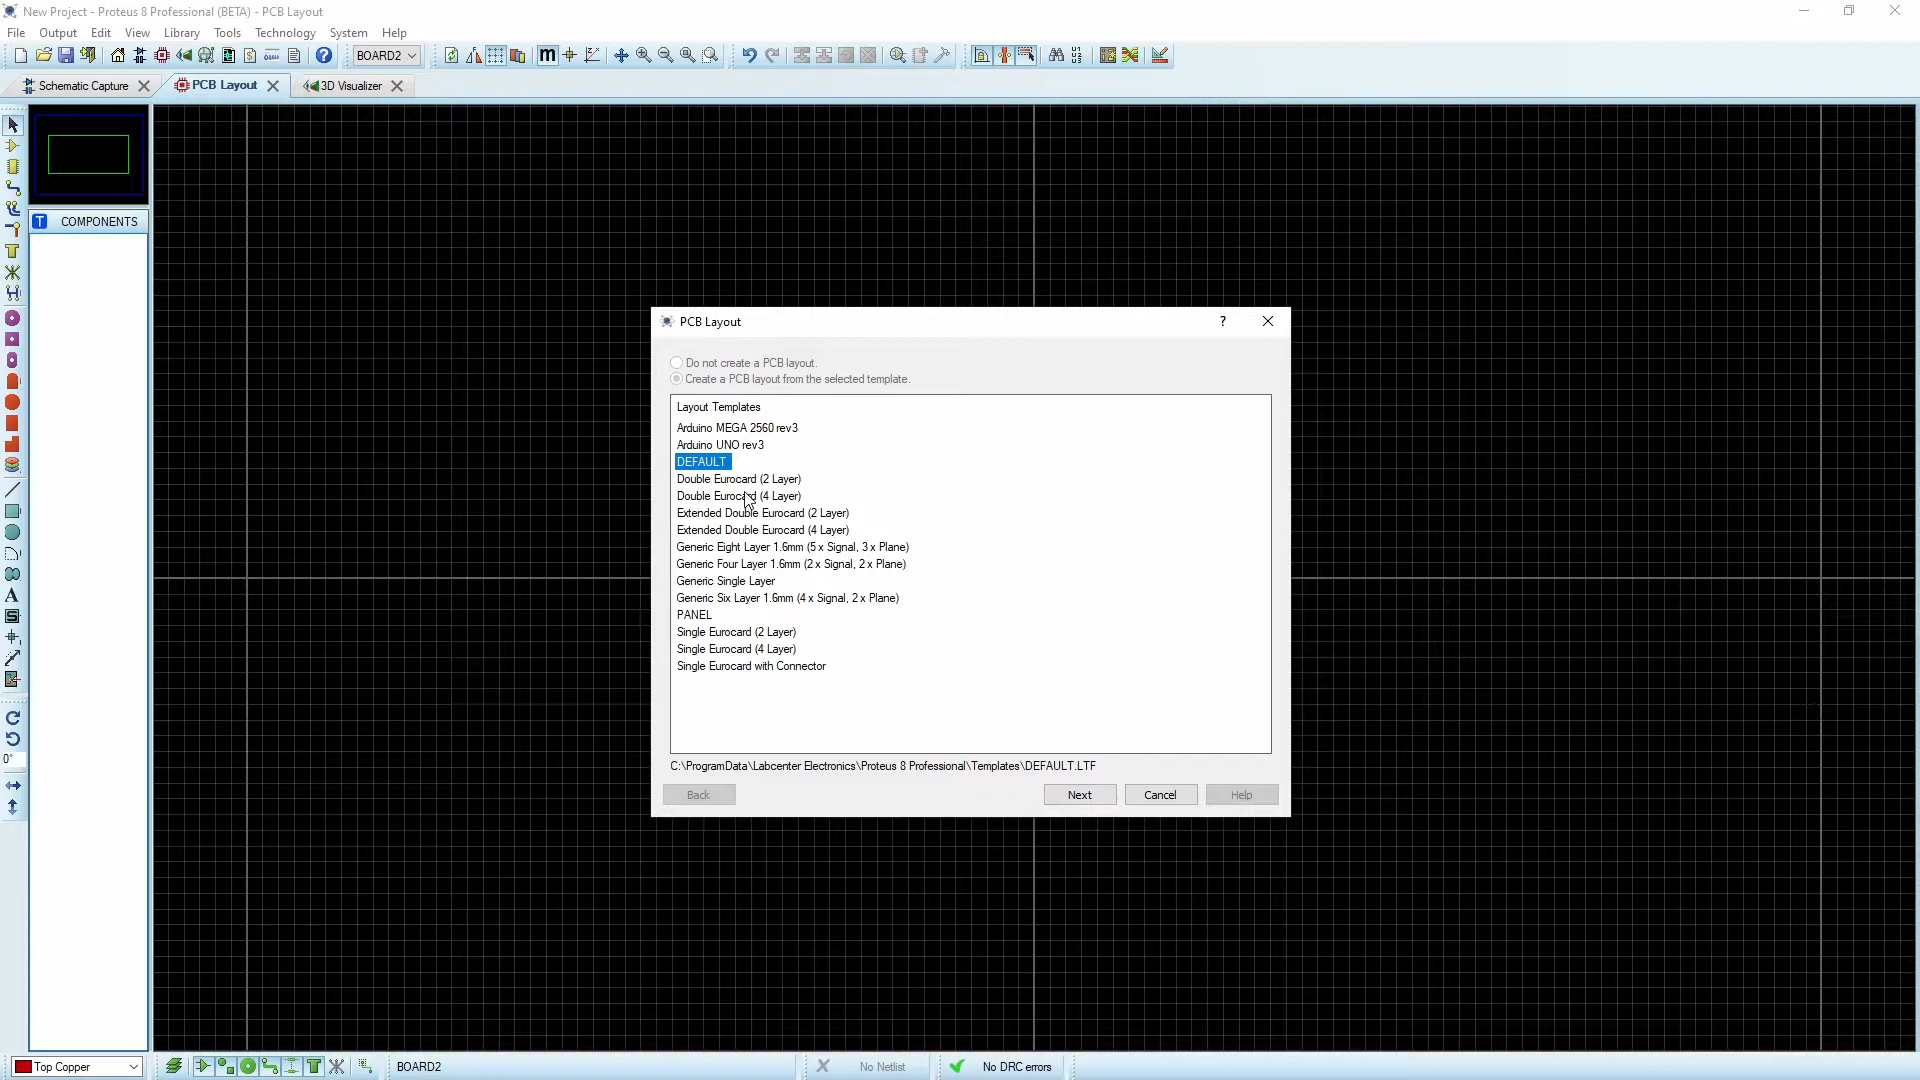 New Project - Proteus 8 Professional (BETA) - PCB Layout
File Output Edit View Library Tools Technology System Help
BOARD2
m
Schematic Capture
PCB Layout
3D Visualizer
T COMPONENTS
PCB Layout
?
Do not create a PCB layout.
Create a PCB layout from the selected template.
Layout Templates
Arduino MEGA 2560 rev3
Arduino UNO rev3
DEFAULT
Double Eurocard (2 Layer)
Double Eurocard (4 Layer)
Extended Double Eurocard (2 Layer)
Extended Double Eurocard (4 Layer)
Generic Eight Layer 1.6mm (5 x Signal, 3 x Plane)
Generic Four Layer 1.6mm (2 x Signal, 2 x Plane)
Generic Single Layer
Generic Six Layer 1.6mm (4 x Signal, 2 x Plane)
PANEL
Single Eurocard (2 Layer)
Single Eurocard (4 Layer)
Single Eurocard with Connector
C:\ProgramData\Labcenter Electronics\Proteus 8 Professional\Templates\DEFAULT.LTF
Back Next Cancel Help
A
S
0°
Top Copper
BOARD2
No Netlist
No DRC errors